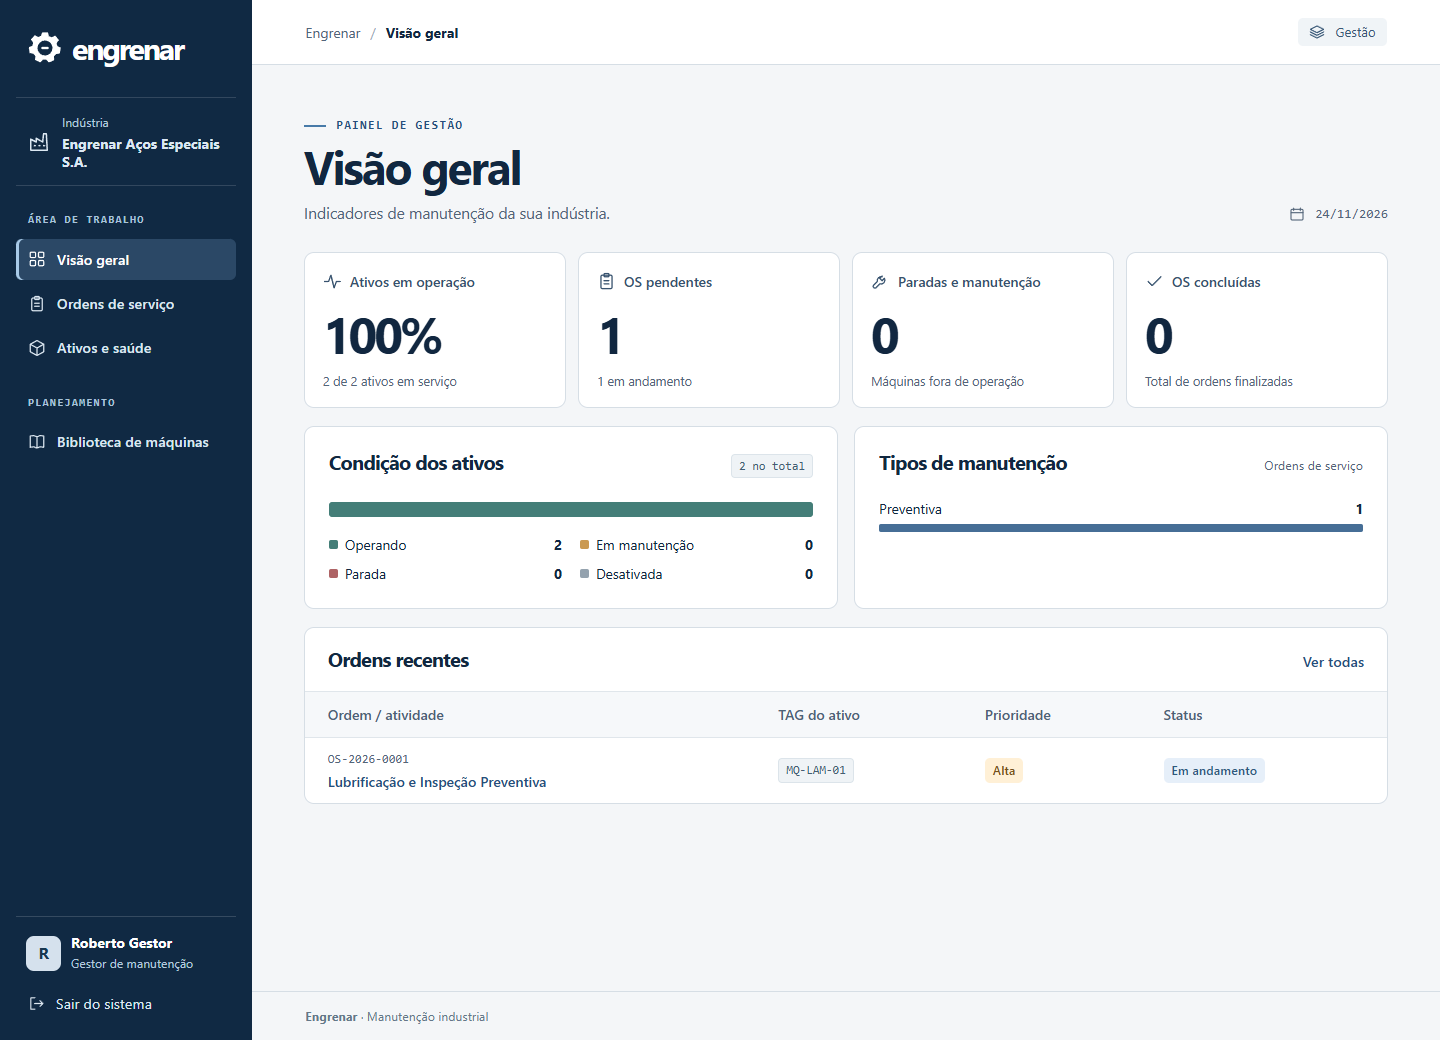 engrenar
Indústria
Engrenar Aços Especiais
S.A.
ÁREA DE TRABALHO
Visão geral
Ordens de serviço
Ativos e saúde
PLANEJAMENTO
Biblioteca de máquinas
R
Roberto Gestor
Gestor de manutenção
Sair do sistema
Engrenar / Visão geral
Gestão
PAINEL DE GESTÃO
Visão geral
Indicadores de manutenção da sua indústria.
24/11/2026
Ativos em operação
100%
2 de 2 ativos em serviço
OS pendentes
1
1 em andamento
Paradas e manutenção
0
Máquinas fora de operação
OS concluídas
0
Total de ordens finalizadas
Condição dos ativos
2 no total
Operando 2
Em manutenção 0
Parada 0
Desativada 0
Tipos de manutenção
Ordens de serviço
Preventiva 1
Ordens recentes
Ver todas
Ordem / atividade TAG do ativo Prioridade Status
OS-2026-0001
Lubrificação e Inspeção Preventiva
MQ-LAM-01
Alta
Em andamento
Engrenar · Manutenção industrial